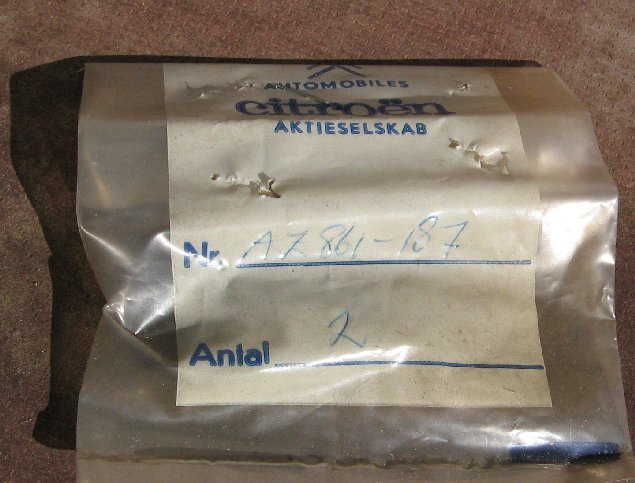 AUTOMOBILES
citroën
AKTIESELSKAB
Nr. AZ 861-187
Antal 2